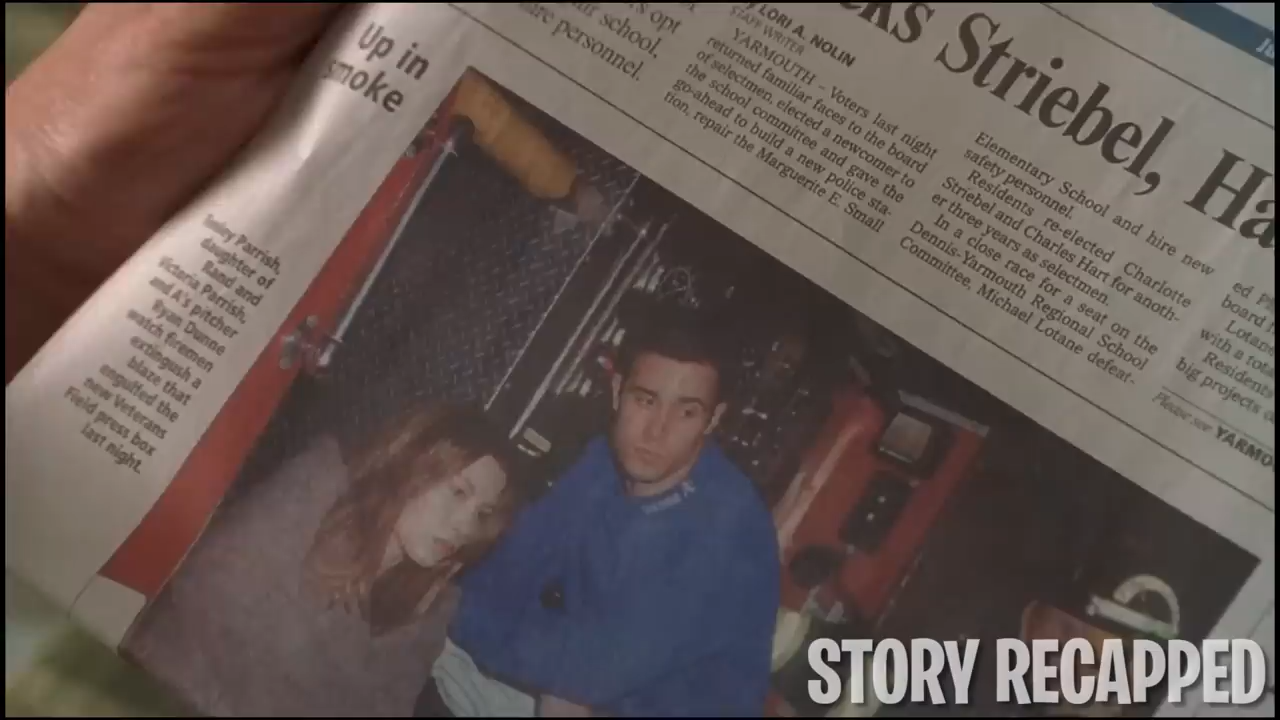 Up in
smoke
Tenley Parrish,
daughter of
Rand and
Victoria Parrish,
and A's pitcher
Ryan Dunne
watch firemen
extinguish a
blaze that
engulfed the
new Veterans
Field press box
last night.
opt
school,
personnel.
cks Striebel, Ha
LORI A. NOLIN
STAFF WRITER
YARMOUTH – Voters last night
returned familiar faces to the board
of selectmen, elected a newcomer to
the school committee and gave the
go-ahead to build a new police sta-
tion, repair the Marguerite E. Small
Elementary School and hire new
safety personnel.
Residents re-elected Charlotte
Striebel and Charles Hart for anoth-
er three years as selectmen.
In a close race for a seat on the
Dennis-Yarmouth Regional School
Committee, Michael Lotane defeat-
ed
board
Lotane
with a
Residents
big projects
Please see YARMO
STORY RECAPPED